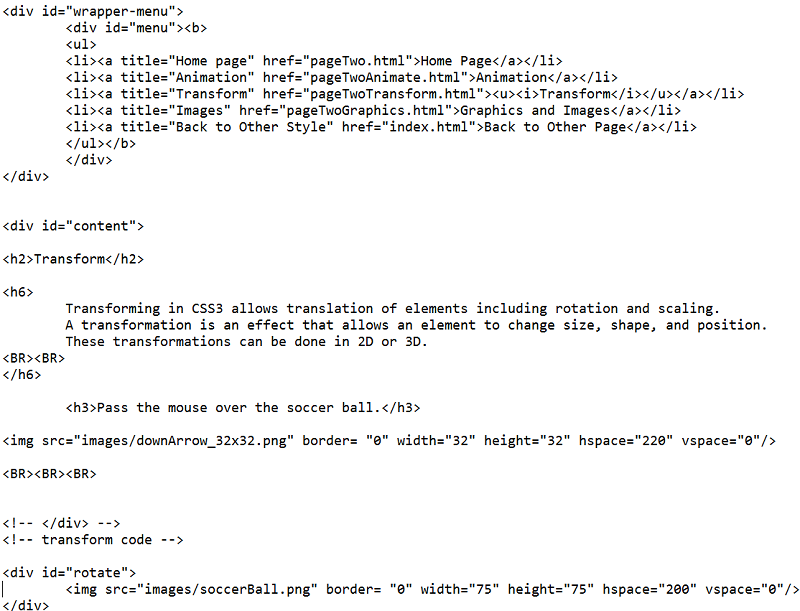 <div id="wrapper-menu">
<div id="menu"><b>
<ul>
<li><a title="Home page" href="pageTwo.html">Home Page</a></li>
<li><a title="Animation" href="pageTwoAnimate.html">Animation</a></li>
<li><a title="Transform" href="pageTwoTransform.html"><u><i>Transform</i></u></a></li>
<li><a title="Images" href="pageTwoGraphics.html">Graphics and Images</a></li>
<li><a title="Back to Other Style" href="index.html">Back to Other Page</a></li>
</ul></b>
</div>
</div>
<div id="content">
<h2>Transform</h2>
<h6>
Transforming in CSS3 allows translation of elements including rotation and scaling.
A transformation is an effect that allows an element to change size, shape, and position.
These transformations can be done in 2D or 3D.
<BR><BR>
</h6>
<h3>Pass the mouse over the soccer ball.</h3>
<img src="images/downArrow_32x32.png" border= "0" width="32" height="32" hspace="220" vspace="0"/>
<BR><BR><BR>
<!-- </div> -->
<!-- transform code -->
<div id="rotate">
<img src="images/soccerBall.png" border= "0" width="75" height="75" hspace="200" vspace="0"/>
</div>